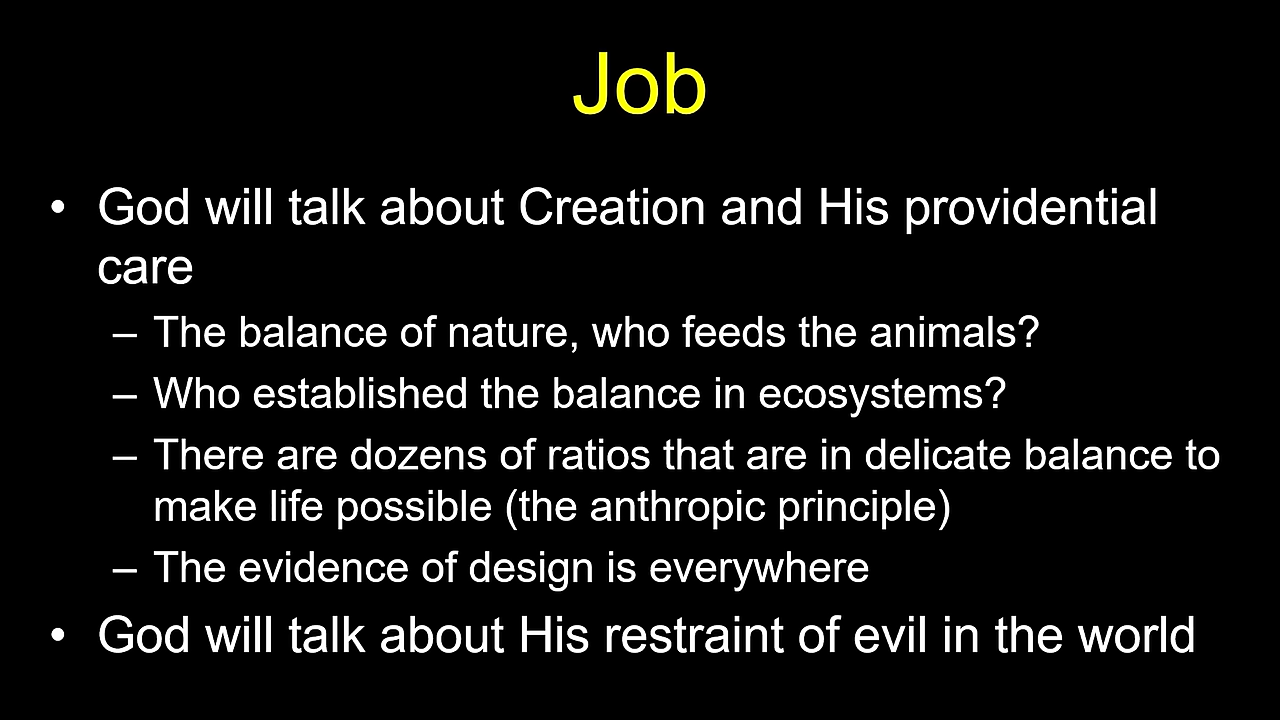 Job
• God will talk about Creation and His providential
care
– The balance of nature, who feeds the animals?
– Who established the balance in ecosystems?
– There are dozens of ratios that are in delicate balance to
make life possible (the anthropic principle)
– The evidence of design is everywhere
• God will talk about His restraint of evil in the world